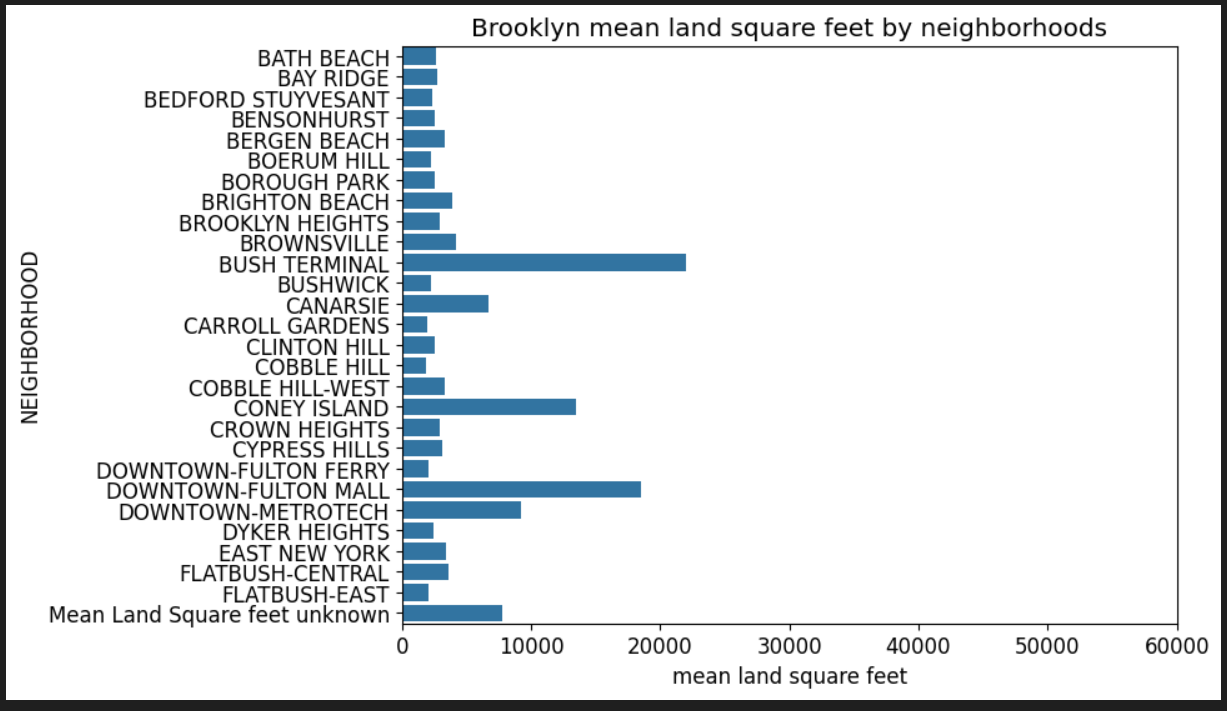 Brooklyn mean land square feet by neighborhoods
NEIGHBORHOOD
BATH BEACH
BAY RIDGE
BEDFORD STUYVESANT
BENSONHURST
BERGEN BEACH
BOERUM HILL
BOROUGH PARK
BRIGHTON BEACH
BROOKLYN HEIGHTS
BROWNSVILLE
BUSH TERMINAL
BUSHWICK
CANARSIE
CARROLL GARDENS
CLINTON HILL
COBBLE HILL
COBBLE HILL-WEST
CONEY ISLAND
CROWN HEIGHTS
CYPRESS HILLS
DOWNTOWN-FULTON FERRY
DOWNTOWN-FULTON MALL
DOWNTOWN-METROTECH
DYKER HEIGHTS
EAST NEW YORK
FLATBUSH-CENTRAL
FLATBUSH-EAST
Mean Land Square feet unknown
0 10000 20000 30000 40000 50000 60000
mean land square feet